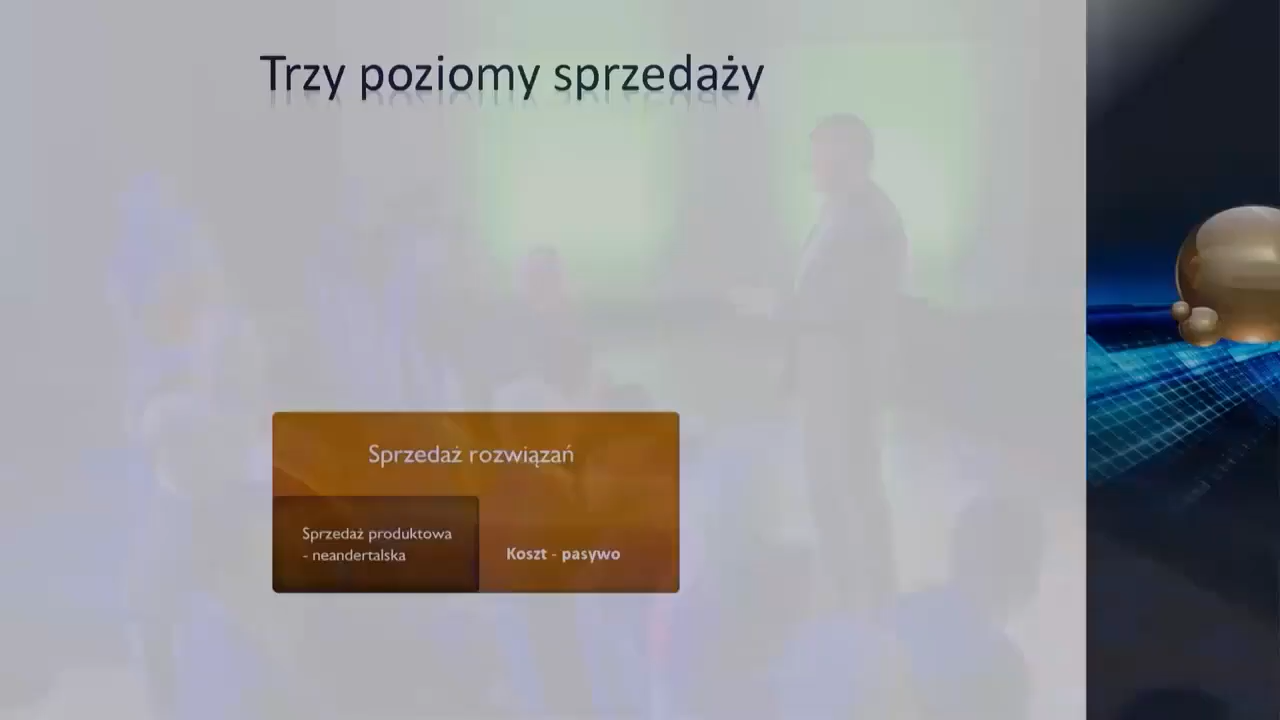 Trzy poziomy sprzedaży
Sprzedaż rozwiązań
Sprzedaż produktowa
- neandertalska
Koszt - pasywo